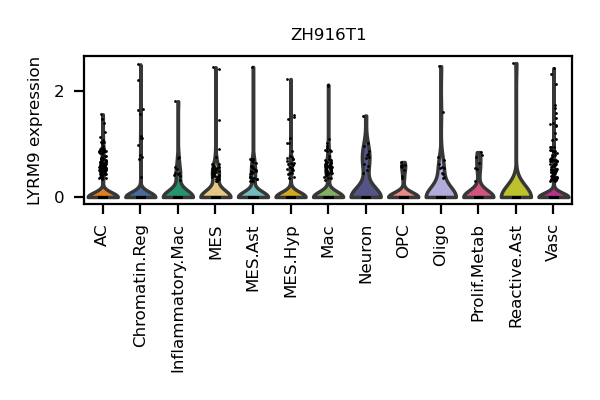 ZH916T1
LYRM9 expression
2
0
AC
Chromatin.Reg
Inflammatory.Mac
MES
MES.Ast
MES.Hyp
Mac
Neuron
OPC
Oligo
Prolif.Metab
Reactive.Ast
Vasc